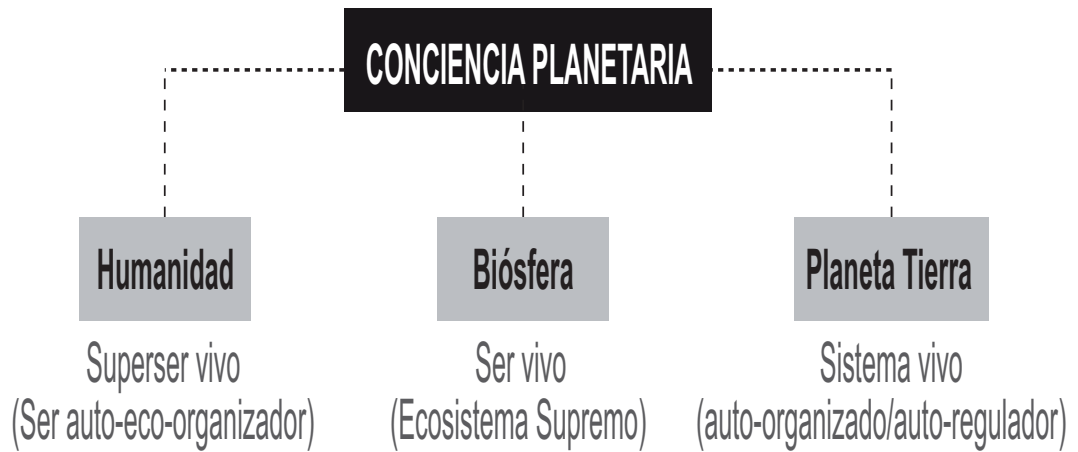 CONCIENCIA PLANETARIA
Humanidad
Superser vivo
(Ser auto-eco-organizador)
Biósfera
Ser vivo
(Ecosistema Supremo)
Planeta Tierra
Sistema vivo
(auto-organizado/auto-regulador)